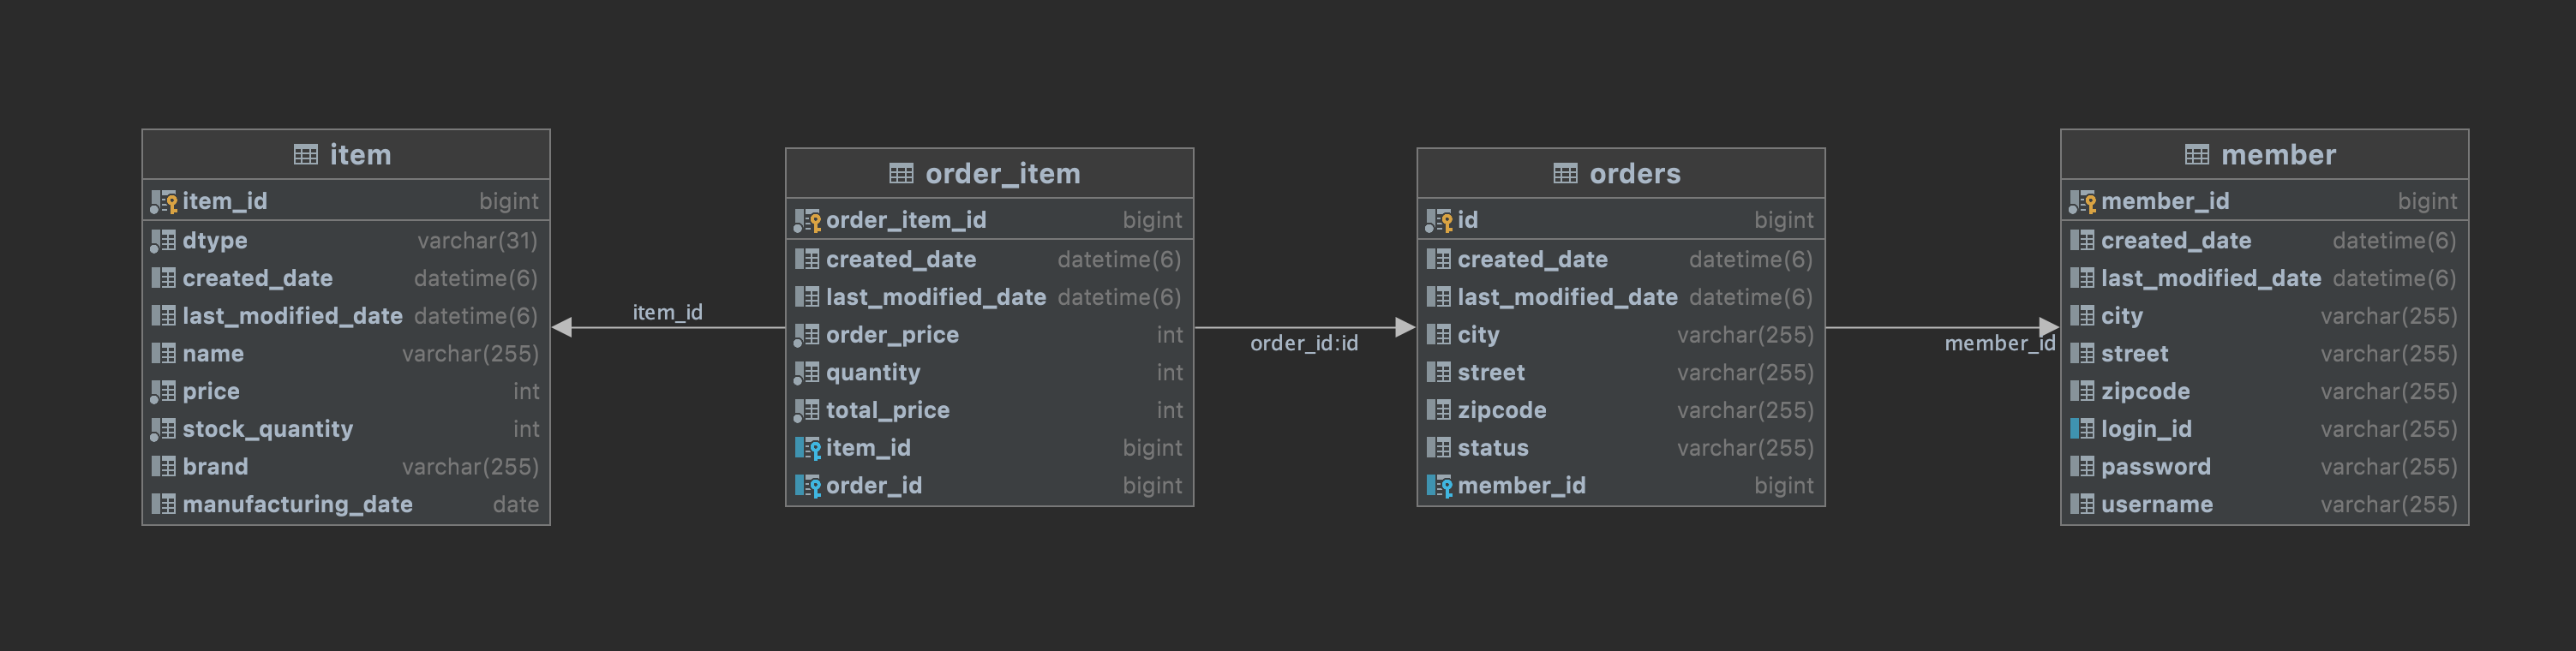 item
item_id bigint
dtype varchar(31)
created_date datetime(6)
last_modified_date datetime(6)
name varchar(255)
price int
stock_quantity int
brand varchar(255)
manufacturing_date date
item_id
order_item
order_item_id bigint
created_date datetime(6)
last_modified_date datetime(6)
order_price int
quantity int
total_price int
item_id bigint
order_id bigint
order_id:id
orders
id bigint
created_date datetime(6)
last_modified_date datetime(6)
city varchar(255)
street varchar(255)
zipcode varchar(255)
status varchar(255)
member_id bigint
member_id
member
member_id bigint
created_date datetime(6)
last_modified_date datetime(6)
city varchar(255)
street varchar(255)
zipcode varchar(255)
login_id varchar(255)
password varchar(255)
username varchar(255)